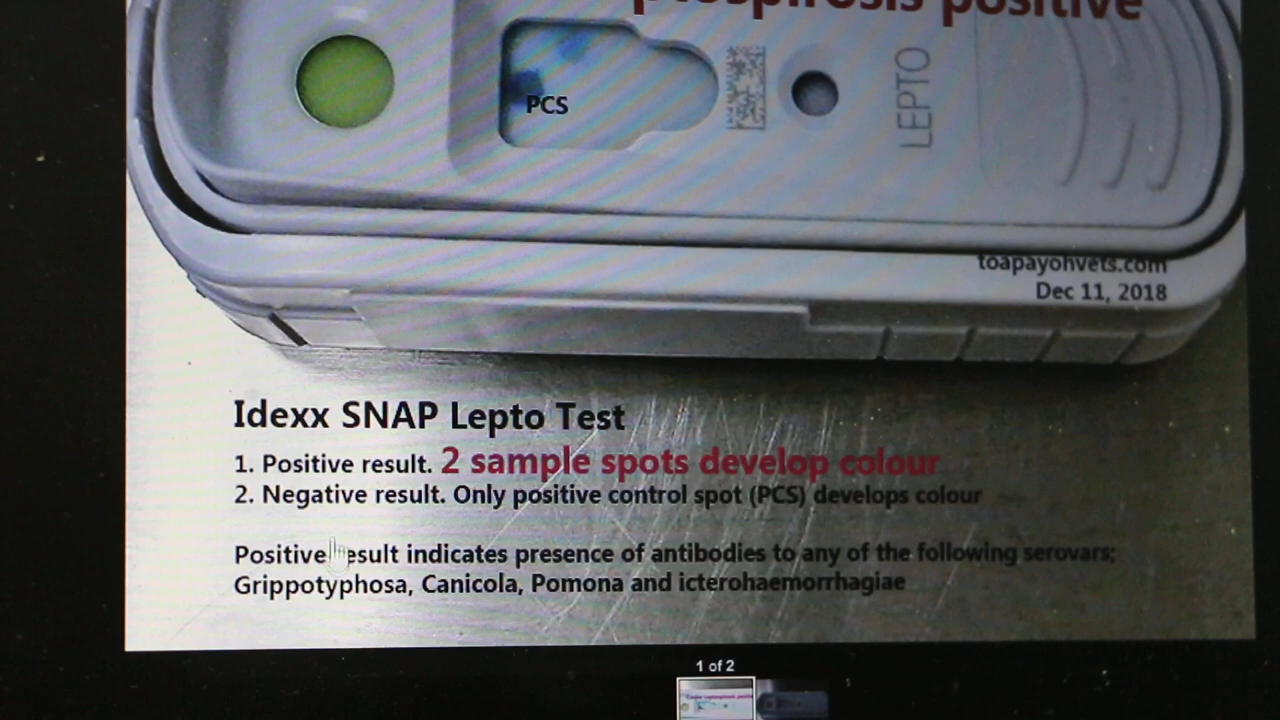 positive
PCS
LEPTO
toapayohvets.com
Dec 11, 2018
Idexx SNAP Lepto Test
1. Positive result. 2 sample spots develop colour
2. Negative result. Only positive control spot (PCS) develops colour
Positive result indicates presence of antibodies to any of the following serovars;
Grippotyphosa, Canicola, Pomona and icterohaemorrhagiae
1 of 2